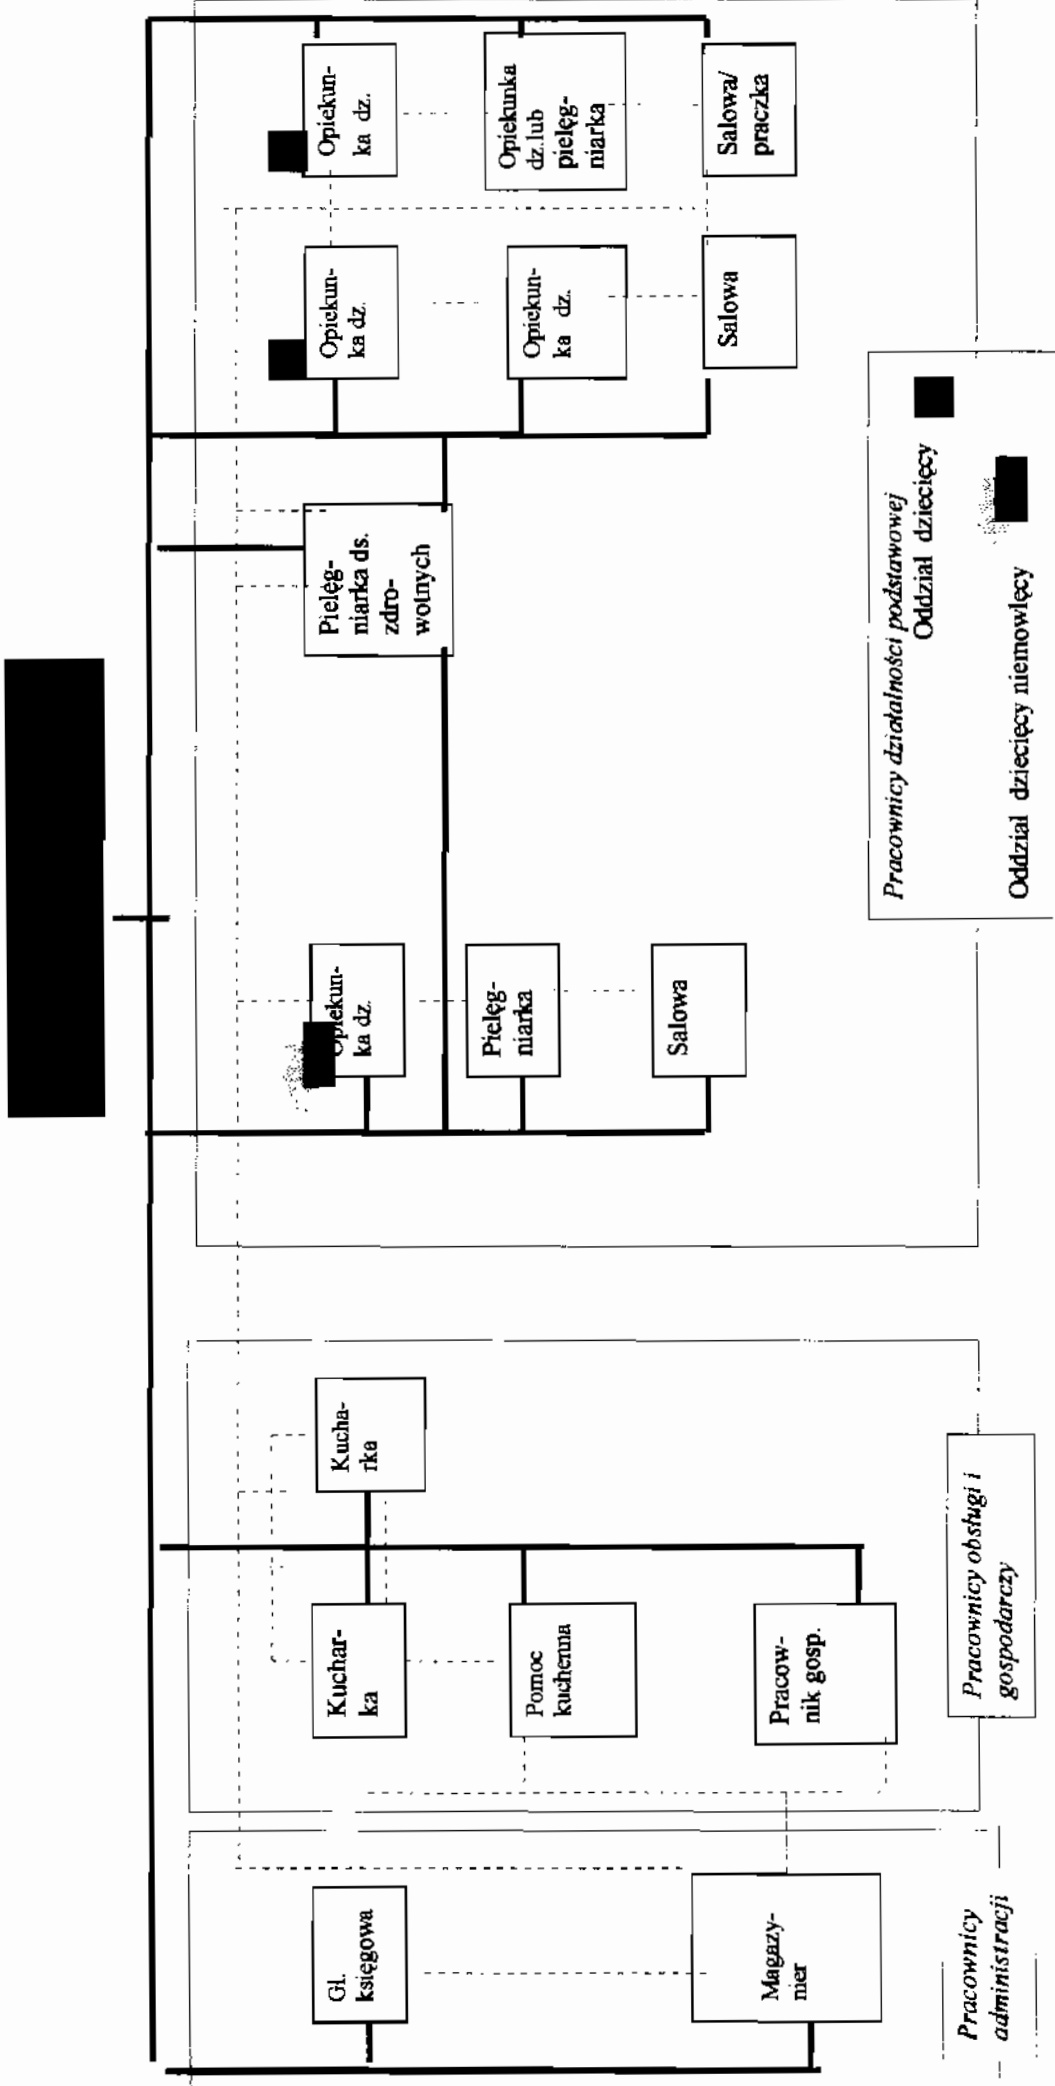 Gł.
księgowa
Magazy-
nier
Pracownicy
administracji
Kuchar-
ka
Pomoc
kuchenna
Pracow-
nik gosp.
Kucha-
rka
Pracownicy obsługi i
gospodarczy
Opiekun-
ka dz.
Pielęg-
niarka
Salowa
Pielęg-
niarka ds.
zdro-
wotnych
Opiekun-
ka dz.
Opiekun-
ka dz.
Salowa
Opiekun-
ka dz.
Opiekunka
dz.lub
pielęg-
niarka
Salowa/
praczka
Pracownicy działalności podstawowej
Oddział dziecięcy
Oddział dziecięcy niemowlęcy